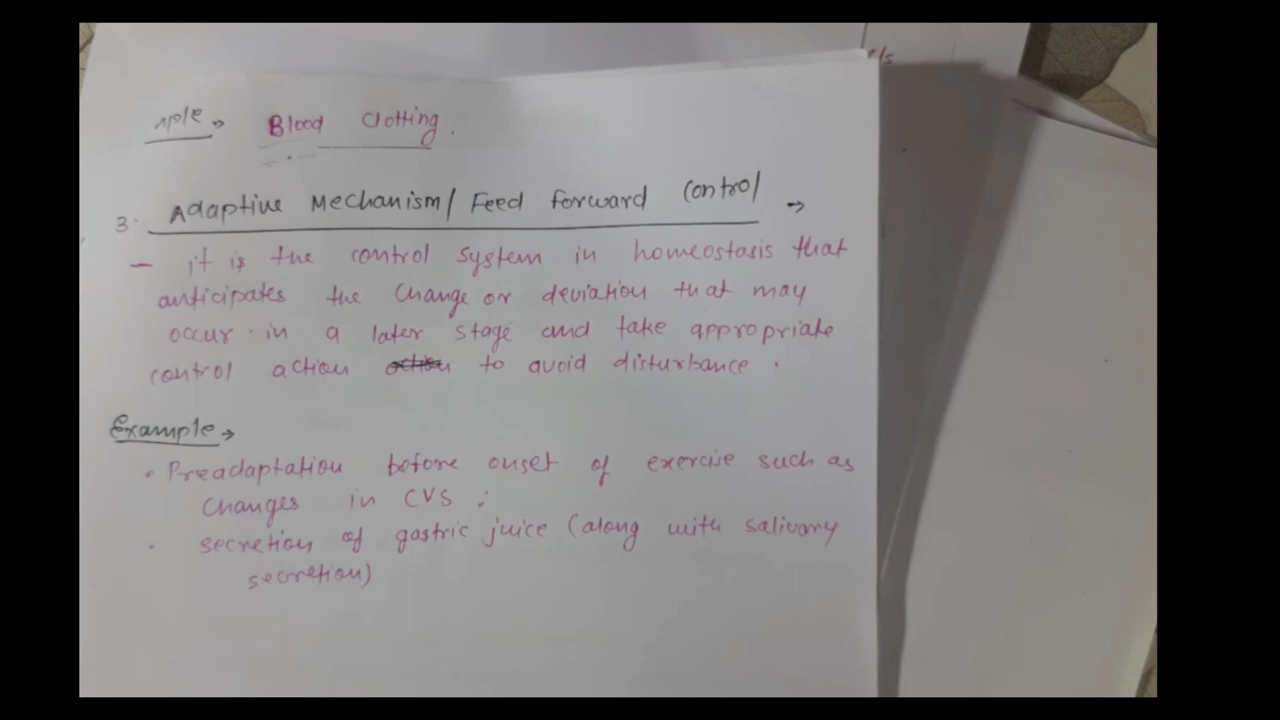 mple →
Blood Clotting.
3. Adaptive Mechanism/ Feed forward Control →
– it is the control system in homeostasis that
anticipates the change or deviation that may
occur in a later stage and take appropriate
control action to avoid disturbance.
Example →
• Preadaptation before onset of exercise such as
Changes in CVS ;
• secretion of gastric juice (along with salivary
secretion)